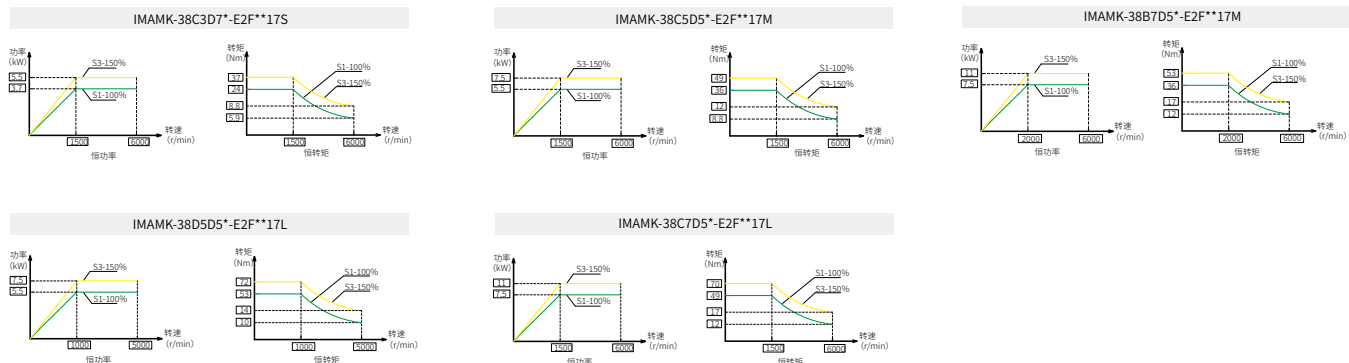 IMAMK-38C3D7*-E2F**17S
功率
(kW)
S3-150%
5.5
3.7
S1-100%
1500
6000
转速
(r/min)
恒功率
转矩
(Nm)
S1-100%
37
S3-150%
24
8.8
5.9
1500
6000
转速
(r/min)
恒转矩
IMAMK-38C5D5*-E2F**17M
功率
(kW)
S3-150%
7.5
5.5
S1-100%
1500
6000
转速
(r/min)
恒功率
转矩
(Nm)
S1-100%
49
S3-150%
36
12
8.8
1500
6000
转速
(r/min)
恒转矩
IMAMK-38B7D5*-E2F**17M
功率
(kW)
S3-150%
11
7.5
S1-100%
2000
6000
转速
(r/min)
恒功率
转矩
(Nm)
S1-100%
53
S3-150%
36
17
12
2000
6000
转速
(r/min)
恒转矩
IMAMK-38D5D5*-E2F**17L
功率
(kW)
S3-150%
7.5
5.5
S1-100%
1000
5000
转速
(r/min)
恒功率
转矩
(Nm)
S1-100%
72
S3-150%
53
14
10
1000
5000
转速
(r/min)
恒转矩
IMAMK-38C7D5*-E2F**17L
功率
(kW)
S3-150%
11
7.5
S1-100%
1500
6000
转速
(r/min)
恒功率
转矩
(Nm)
S1-100%
70
S3-150%
49
17
12
1500
6000
转速
(r/min)
恒转矩